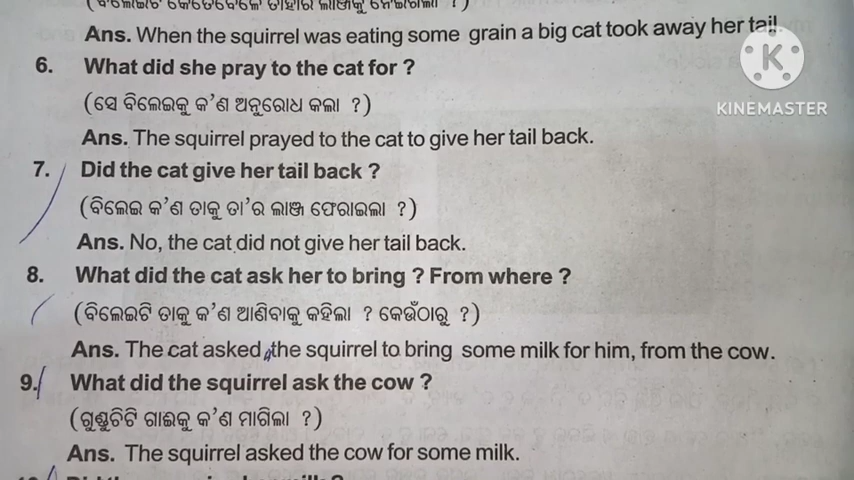 (ବିଲେଇଟି କେତେବେଳେ ତାହାର ଲାଞ୍ଜକୁ ନେଇଗଲା ?)
Ans. When the squirrel was eating some grain a big cat took away her tail.
6. What did she pray to the cat for ?
(ସେ ବିଲେଇକୁ କ'ଣ ଅନୁରୋଧ କଲା ?)
Ans. The squirrel prayed to the cat to give her tail back.
7. Did the cat give her tail back ?
(ବିଲେଇ କ'ଣ ତାକୁ ତା'ର ଲାଞ୍ଜ ଫେରାଇଲା ?)
Ans. No, the cat did not give her tail back.
8. What did the cat ask her to bring ? From where ?
(ବିଲେଇଟି ତାକୁ କ'ଣ ଆଣିବାକୁ କହିଲା ? କେଉଁଠାରୁ ?)
Ans. The cat asked the squirrel to bring some milk for him, from the cow.
9. What did the squirrel ask the cow ?
(ଗୁଣ୍ଡୁଚିଟି ଗାଈକୁ କ'ଣ ମାଗିଲା ?)
Ans. The squirrel asked the cow for some milk.
KINEMASTER